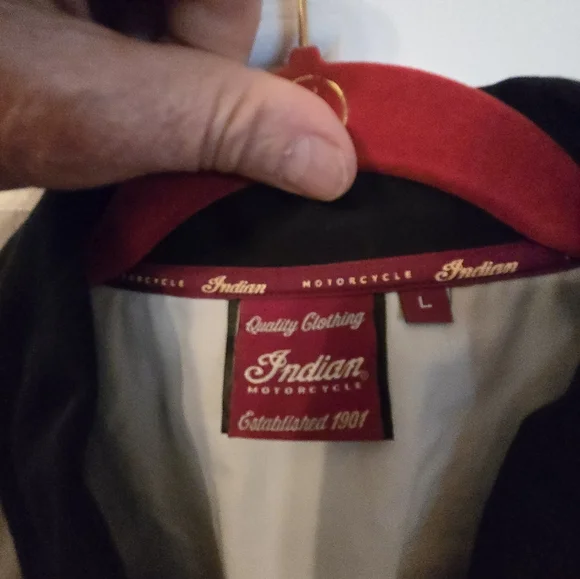 MOTORCYCLE Indian MOTORCYCLE Indian
L
Quality Clothing
Indian
MOTORCYCLE
Established 1901